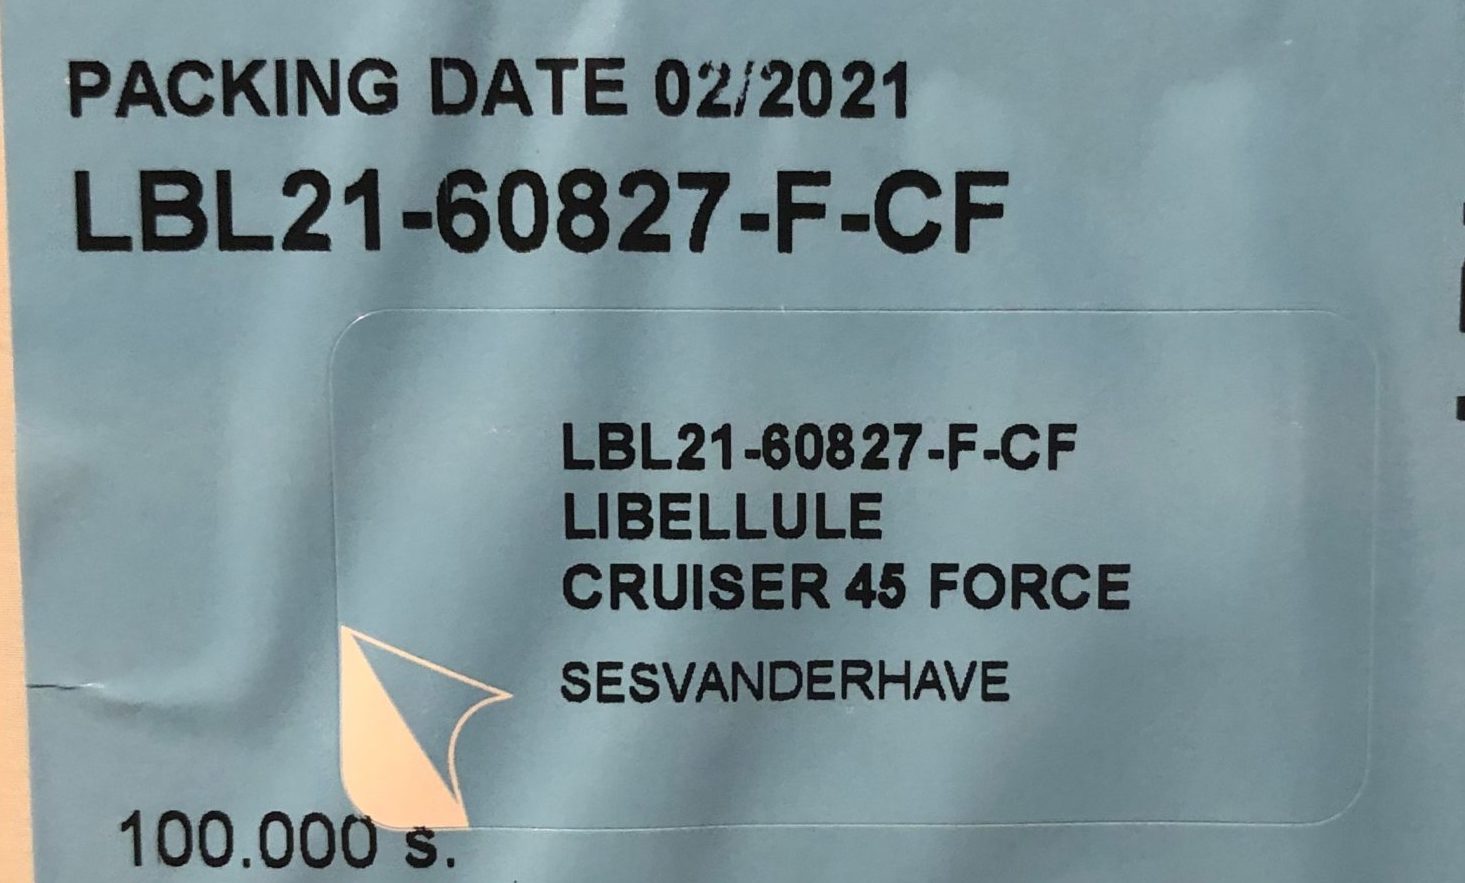 PACKING DATE 02/2021
LBL21-60827-F-CF
LBL21-60827-F-CF
LIBELLULE
CRUISER 45 FORCE
SESVANDERHAVE
100.000 s.